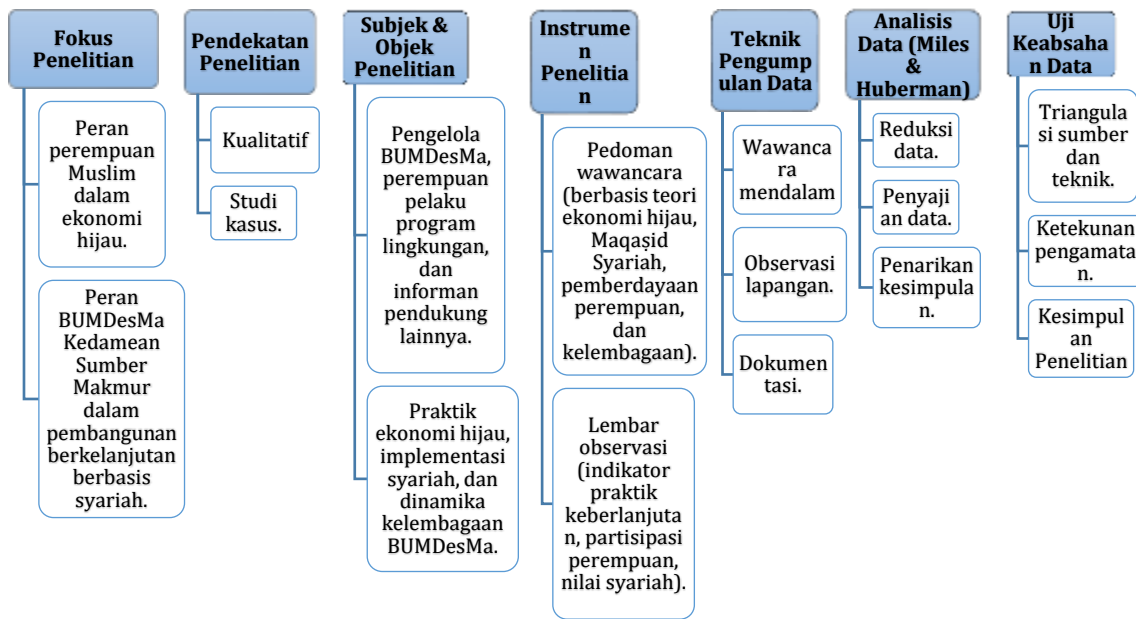 Fokus
Penelitian
Peran
perempuan
Muslim
dalam
ekonomi
hijau.
Peran
BUMDesMa
Kedamean
Sumber
Makmur
dalam
pembangunan
berkelanjutan
berbasis
syariah.
Pendekatan
Penelitian
Kualitatif
Studi
kasus.
Subjek &
Objek
Penelitian
Pengelola
BUMDesMa,
perempuan
pelaku
program
lingkungan,
dan
informan
pendukung
lainnya.
Praktik
ekonomi hijau,
implementasi
syariah, dan
dinamika
kelembagaan
BUMDesMa.
Instrume
n
Penelitia
n
Pedoman
wawancara
(berbasis teori
ekonomi hijau,
Maqaṣid
Syariah,
pemberdayaan
perempuan,
dan
kelembagaan).
Lembar
observasi
(indikator
praktik
keberlanjuta
n, partisipasi
perempuan,
nilai syariah).
Teknik
Pengump
ulan Data
Wawanca
ra
mendalam
Observasi
lapangan.
Dokumen
tasi.
Analisis
Data (Miles
&
Huberman)
Reduksi
data.
Penyaji
an data.
Penarikan
kesimpula
n.
Uji
Keabsaha
n Data
Triangula
si sumber
dan
teknik.
Ketekunan
pengamata
n.
Kesimpul
an
Penelitian